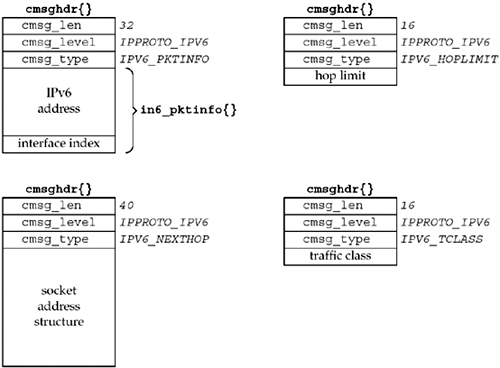 cmsghdr{}
cmsg_len 32
cmsg_level IPPROTO_IPV6
cmsg_type IPV6_PKTINFO
IPv6
address
in6_pktinfo{}
interface index
cmsghdr{}
cmsg_len 16
cmsg_level IPPROTO_IPV6
cmsg_type IPV6_HOPLIMIT
hop limit
cmsghdr{}
cmsg_len 40
cmsg_level IPPROTO_IPV6
cmsg_type IPV6_NEXTHOP
socket
address
structure
cmsghdr{}
cmsg_len 16
cmsg_level IPPROTO_IPV6
cmsg_type IPV6_TCLASS
traffic class